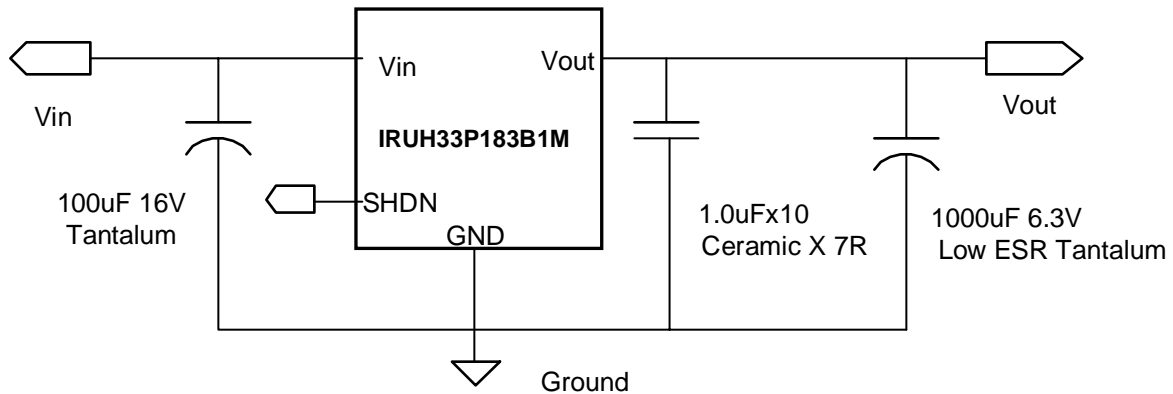 Vin
Vout
Vin
Vout
IRUH33P183B1M
SHDN
GND
100uF 16V
Tantalum
1.0uFx10
Ceramic X 7R
1000uF 6.3V
Low ESR Tantalum
Ground